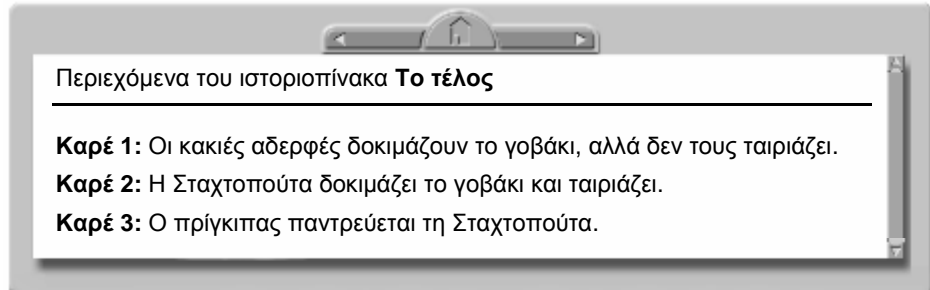 Περιεχόμενα του ιστοριοπίνακα Το τέλος
Καρέ 1: Οι κακιές αδερφές δοκιμάζουν το γοβάκι, αλλά δεν τους ταιριάζει.
Καρέ 2: Η Σταχτοπούτα δοκιμάζει το γοβάκι και ταιριάζει.
Καρέ 3: Ο πρίγκιπας παντρεύεται τη Σταχτοπούτα.